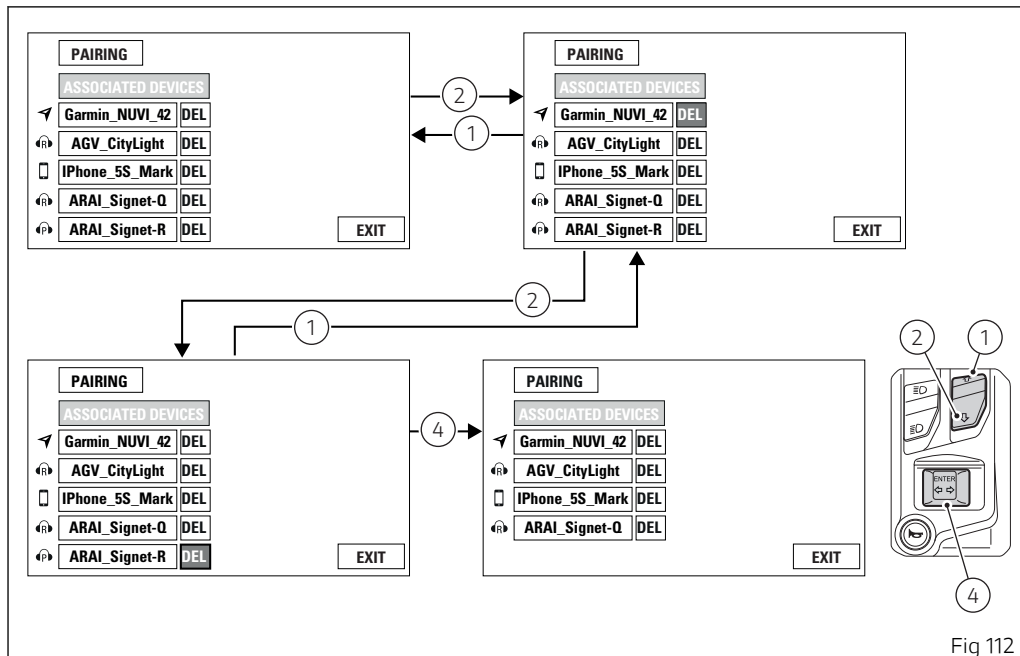 PAIRING
ASSOCIATED DEVICES
Garmin_NUVI_42 DEL
R AGV_CityLight DEL
IPhone_5S_Mark DEL
R ARAI_Signet-Q DEL
P ARAI_Signet-R DEL
EXIT
2
1
PAIRING
ASSOCIATED DEVICES
Garmin_NUVI_42 DEL
R AGV_CityLight DEL
IPhone_5S_Mark DEL
R ARAI_Signet-Q DEL
P ARAI_Signet-R DEL
EXIT
2
1
PAIRING
ASSOCIATED DEVICES
Garmin_NUVI_42 DEL
R AGV_CityLight DEL
IPhone_5S_Mark DEL
R ARAI_Signet-Q DEL
P ARAI_Signet-R DEL
EXIT
4
PAIRING
ASSOCIATED DEVICES
Garmin_NUVI_42 DEL
R AGV_CityLight DEL
IPhone_5S_Mark DEL
R ARAI_Signet-Q DEL
EXIT
2 1
ENTER
4
Fig 112